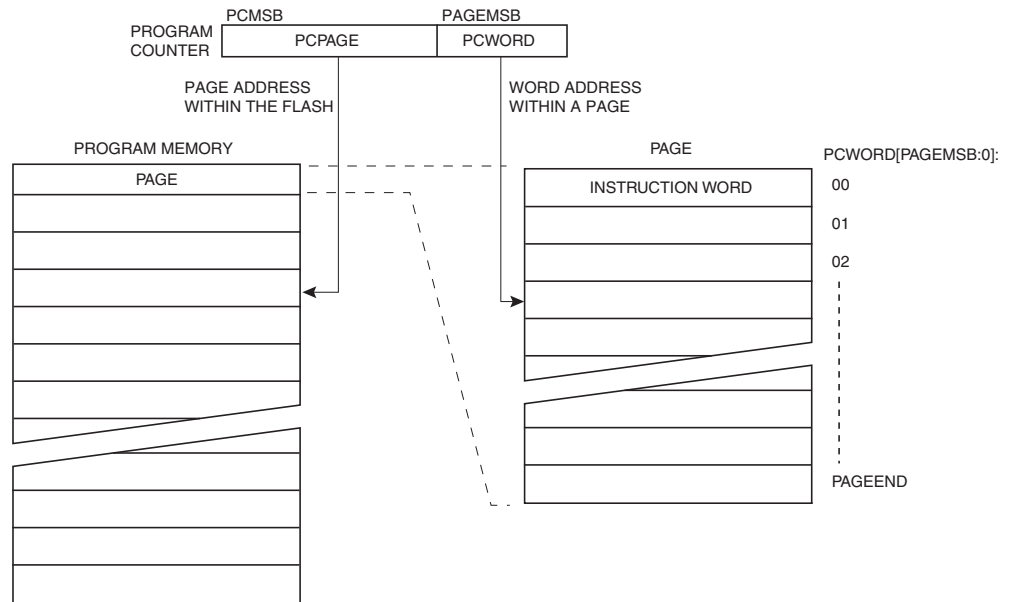 PCMSB PAGEMSB
PROGRAM
COUNTER
PCPAGE PCWORD
PAGE ADDRESS
WITHIN THE FLASH
WORD ADDRESS
WITHIN A PAGE
PROGRAM MEMORY
PAGE
PAGE
INSTRUCTION WORD
PCWORD[PAGEMSB:0]:
00
01
02
PAGEEND